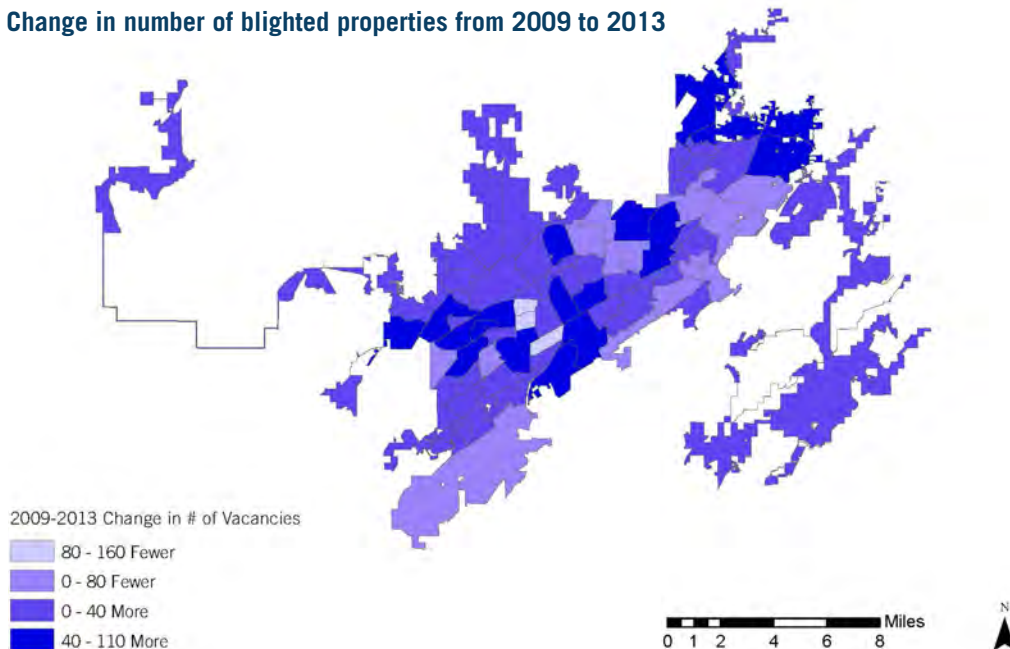 Change in number of blighted properties from 2009 to 2013
2009-2013 Change in # of Vacancies
80 - 160 Fewer
0 - 80 Fewer
0 - 40 More
40 - 110 More
Miles
0 1 2 4 6 8
N